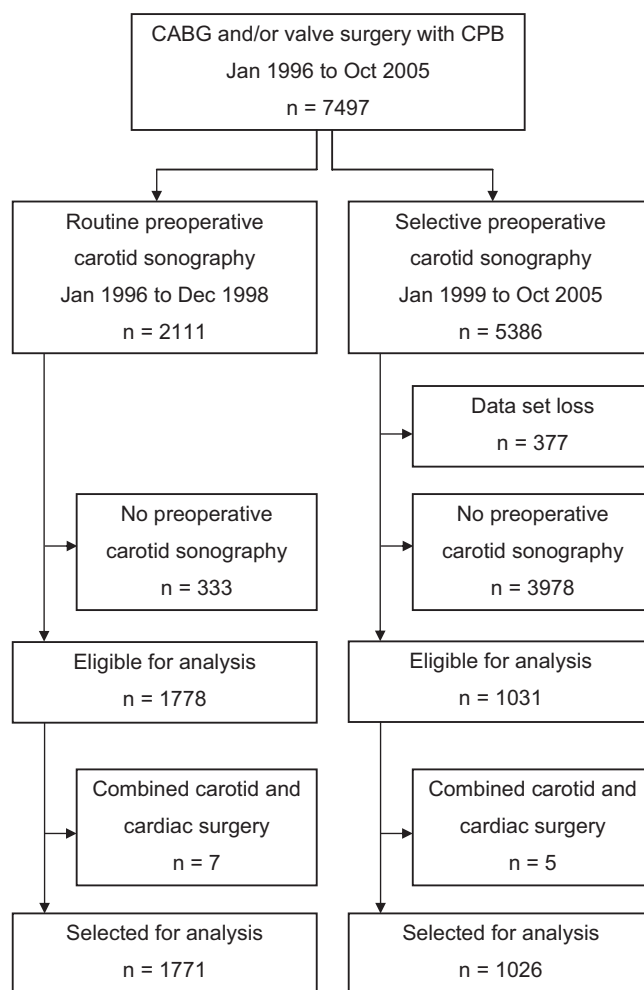 CABG and/or valve surgery with CPB
Jan 1996 to Oct 2005
n = 7497
Routine preoperative
carotid sonography
Jan 1996 to Dec 1998
n = 2111
Selective preoperative
carotid sonography
Jan 1999 to Oct 2005
n = 5386
Data set loss
n = 377
No preoperative
carotid sonography
n = 333
No preoperative
carotid sonography
n = 3978
Eligible for analysis
n = 1778
Eligible for analysis
n = 1031
Combined carotid and
cardiac surgery
n = 7
Combined carotid and
cardiac surgery
n = 5
Selected for analysis
n = 1771
Selected for analysis
n = 1026